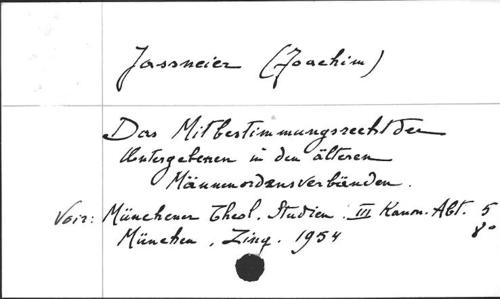 Jassmeier (Joachim)
Das Mitbestimmungsrecht der
Untergebenen in den älteren
Männerordensverbänden.
Voir: Münchener Theol. Studien. III Kanon. Abt. 5
München, Zink. 1954 8°